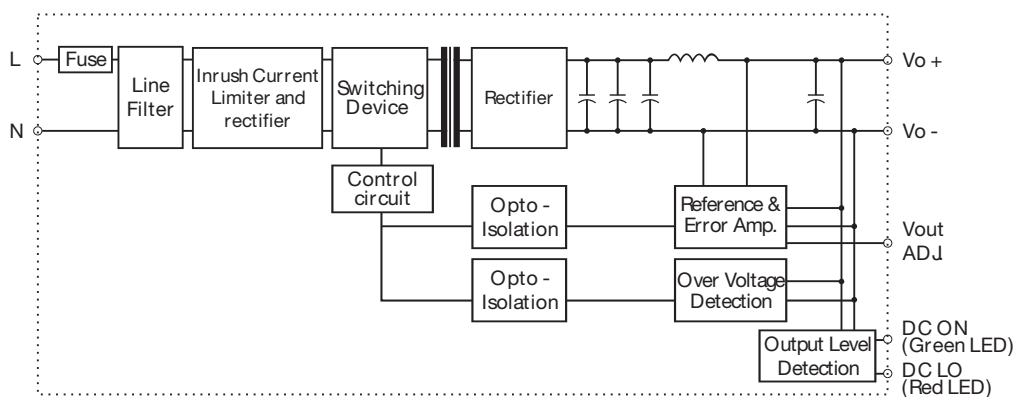 L
Fuse
N
Line
Filter
Inrush Current
Limiter and
rectifier
Switching
Device
Rectifier
Vo +
Vo -
Control
circuit
Opto -
Isolation
Reference &
Error Amp.
Vout
ADJ.
Opto -
Isolation
Over Voltage
Detection
Output Level
Detection
DC ON
(Green LED)
DC LO
(Red LED)